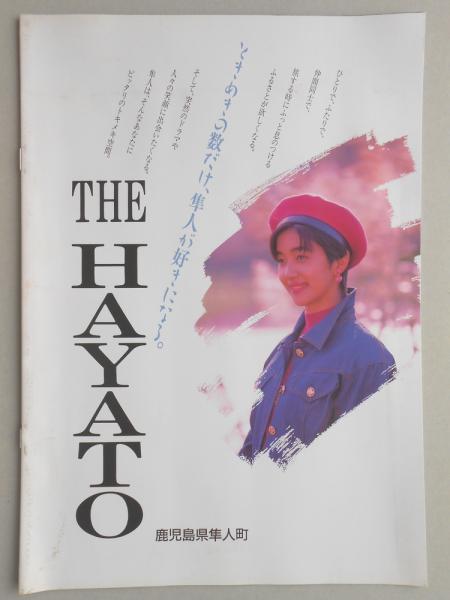 ひとりで、ふたりで、
仲間同士で、
旅する時にふっと見つける
ふるさとが欲しくなる。
ときめきの数だけ、隼人が好きになる。
そして、突然のドラマや
人々の笑顔に出会いたくなる。
隼人は、そんなあなたに
ピッタリのトキメキ空間。
THE
HAYATO
鹿児島県隼人町